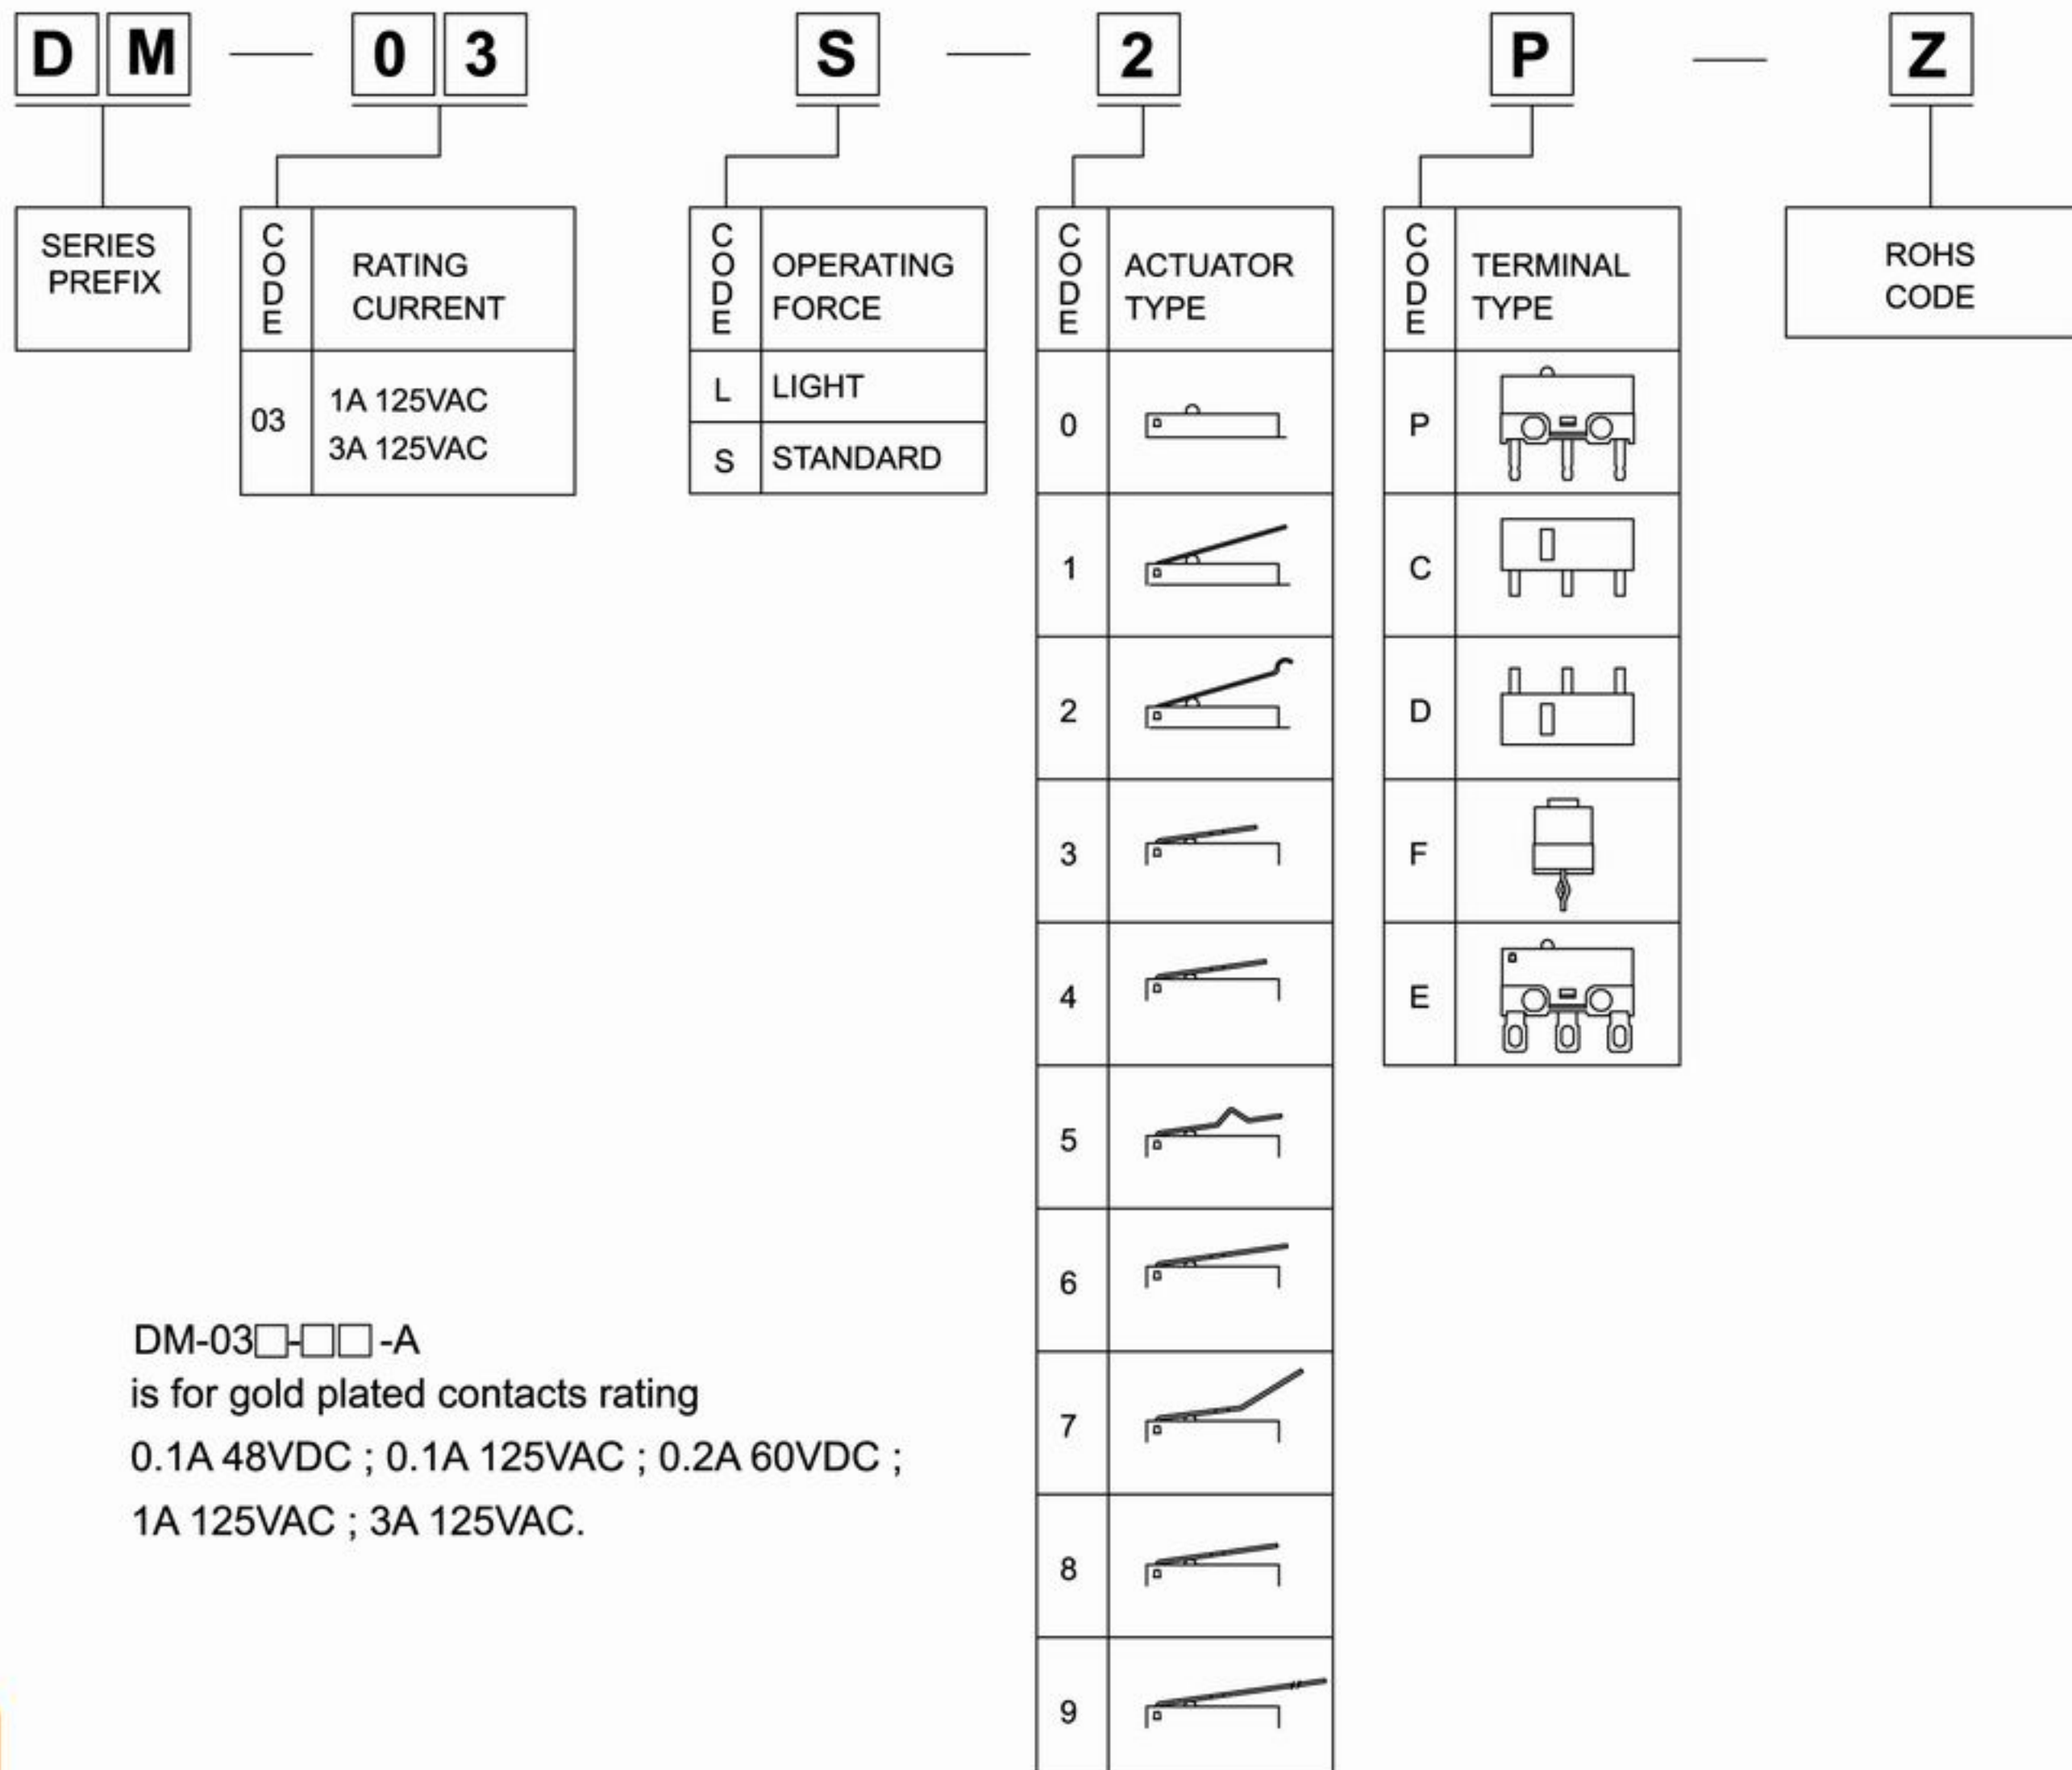 DM — 03 S — 2 P — Z
SERIES
PREFIX
CODE
RATING
CURRENT
03
1A 125VAC
3A 125VAC
CODE
OPERATING
FORCE
L LIGHT
S STANDARD
CODE
ACTUATOR
TYPE
0
1
2
3
4
5
6
7
8
9
CODE
TERMINAL
TYPE
P
C
D
F
E
ROHS
CODE
DM-03□-□□-A
is for gold plated contacts rating
0.1A 48VDC ; 0.1A 125VAC ; 0.2A 60VDC ;
1A 125VAC ; 3A 125VAC.